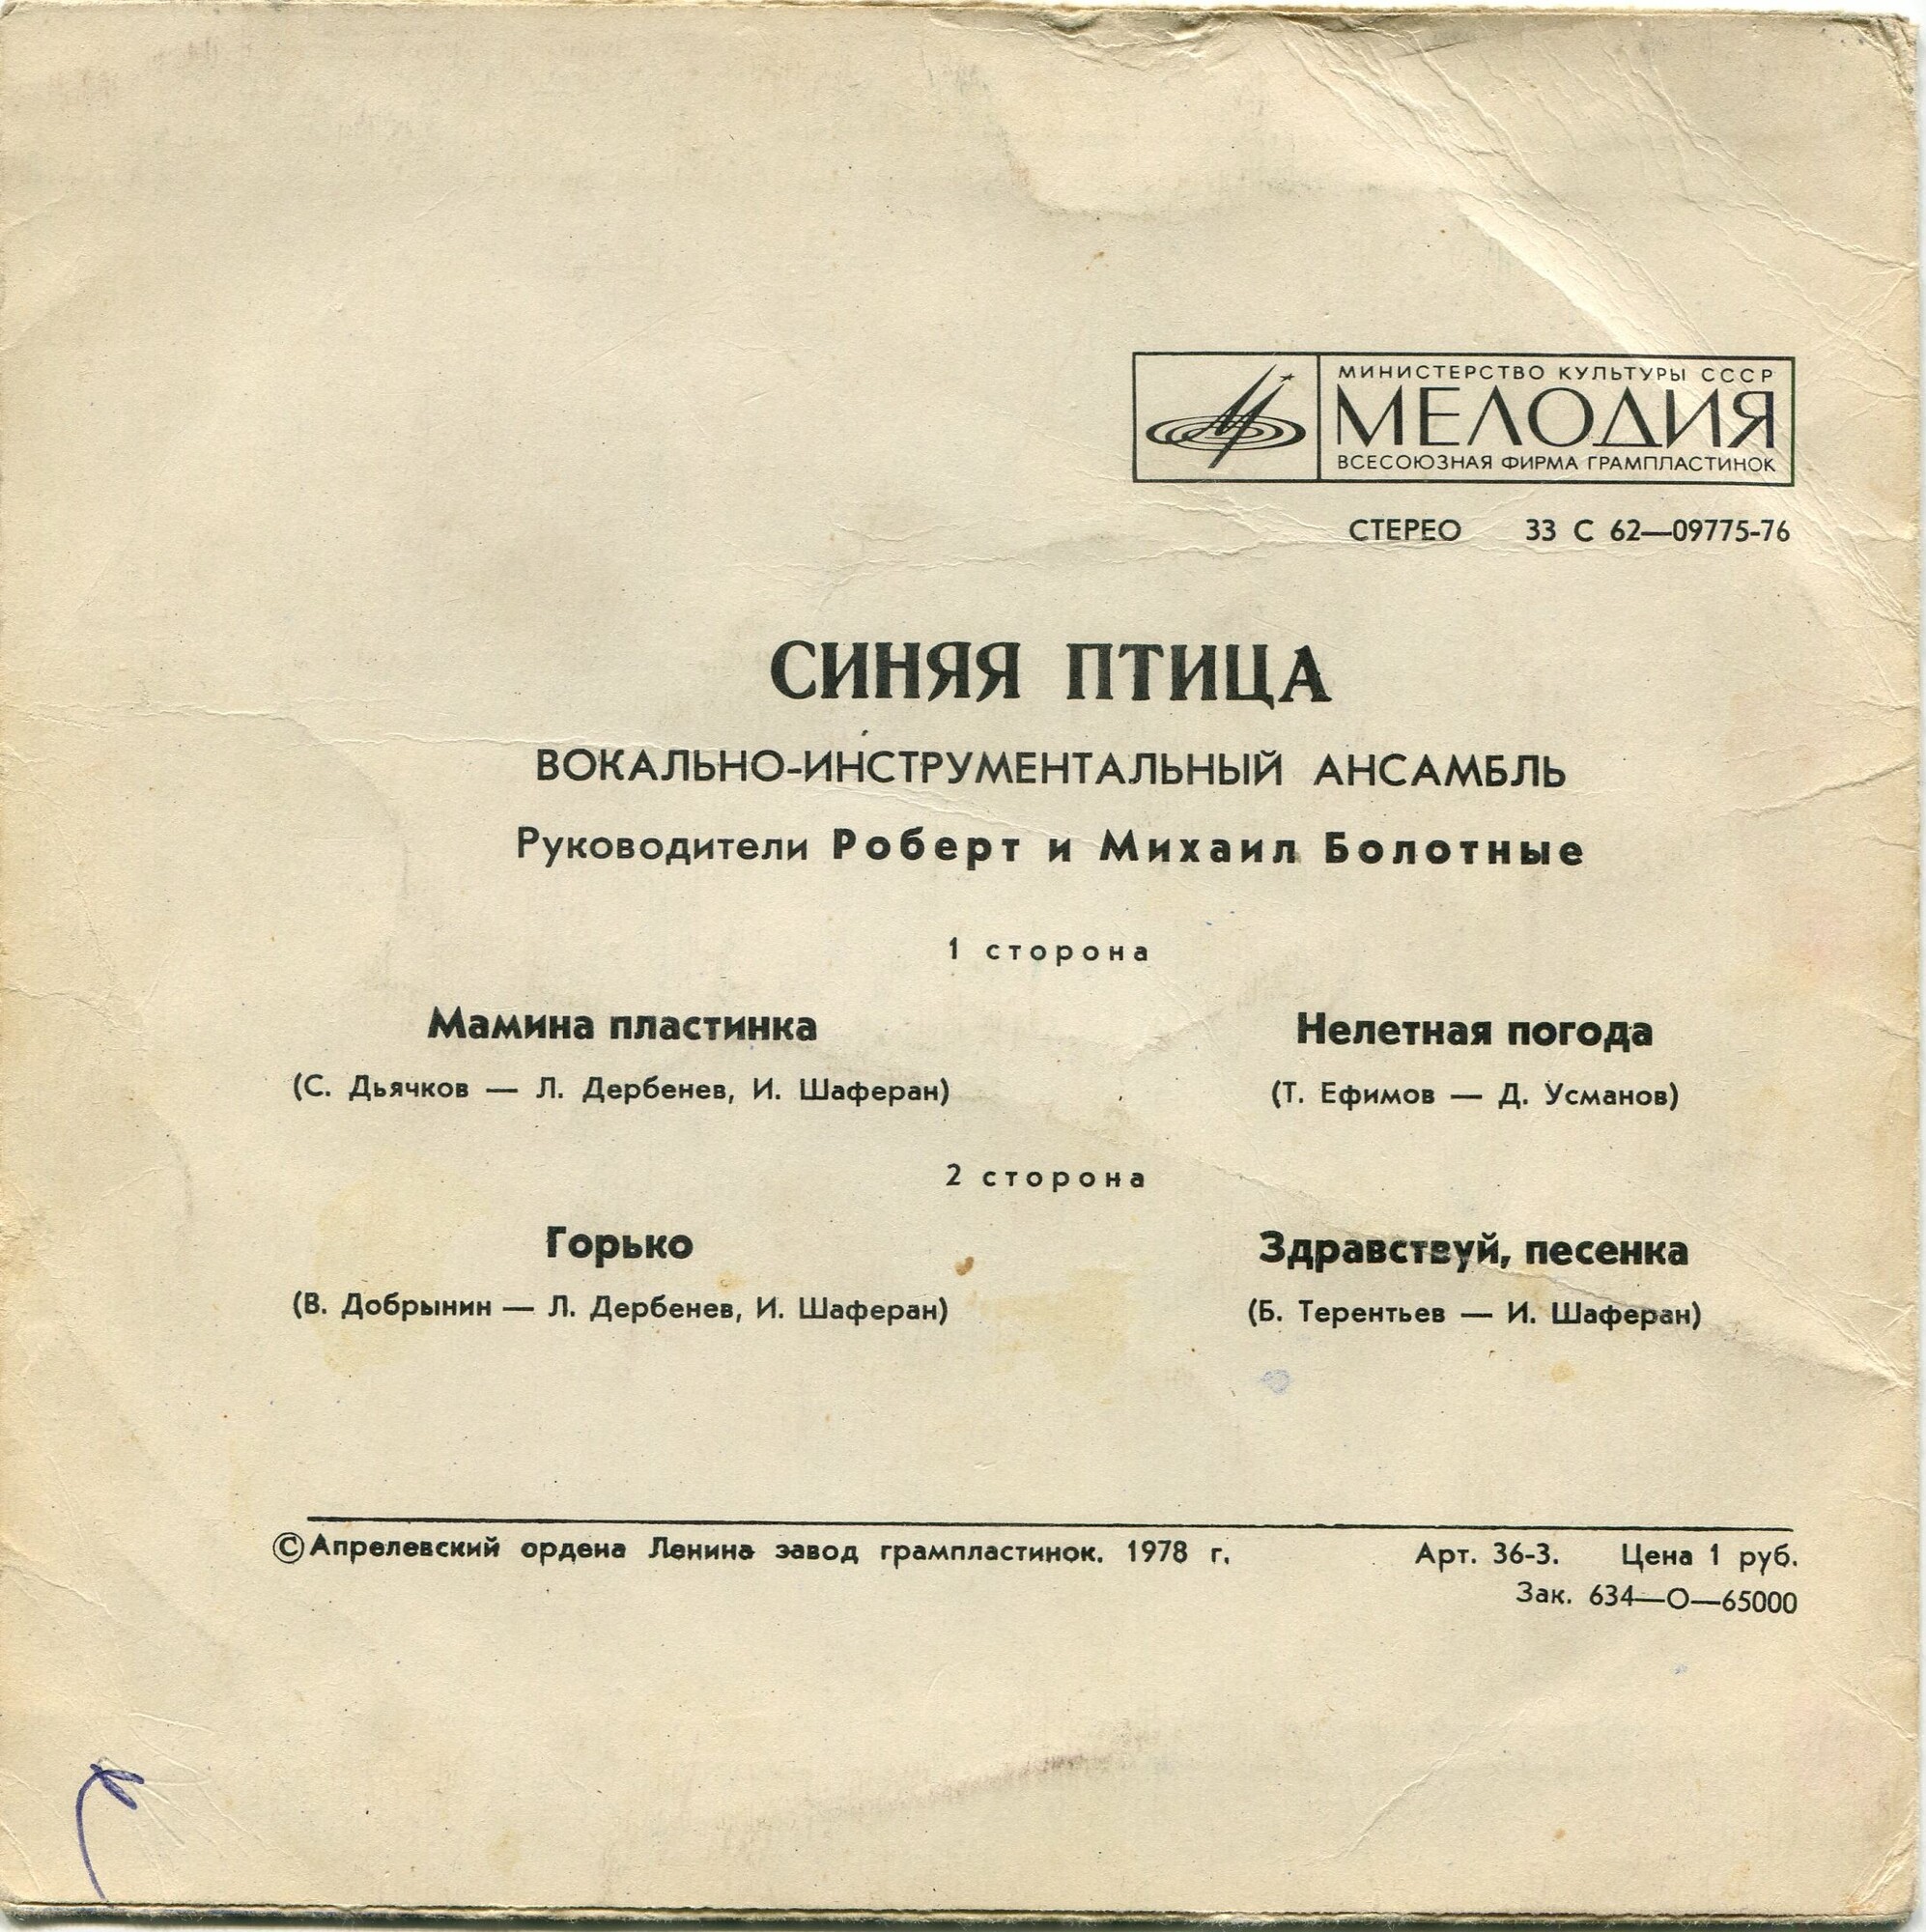 МИНИСТЕРСТВО КУЛЬТУРЫ СССР
МЕЛОДИЯ
ВСЕСОЮЗНАЯ ФИРМА ГРАМПЛАСТИНОК
СТЕРЕО 33 С 62—09775-76
СИНЯЯ ПТИЦА
ВОКАЛЬНО-ИНСТРУМЕНТАЛЬНЫЙ АНСАМБЛЬ
Руководители Роберт и Михаил Болотные
1 сторона
Мамина пластинка
(С. Дьячков — Л. Дербенев, И. Шаферан)
Нелетная погода
(Т. Ефимов — Д. Усманов)
2 сторона
Горько
(В. Добрынин — Л. Дербенев, И. Шаферан)
Здравствуй, песенка
(Б. Терентьев — И. Шаферан)
© Апрелевский ордена Ленина завод грампластинок. 1978 г.
Арт. 36-3. Цена 1 руб.
Зак. 634—О—65000